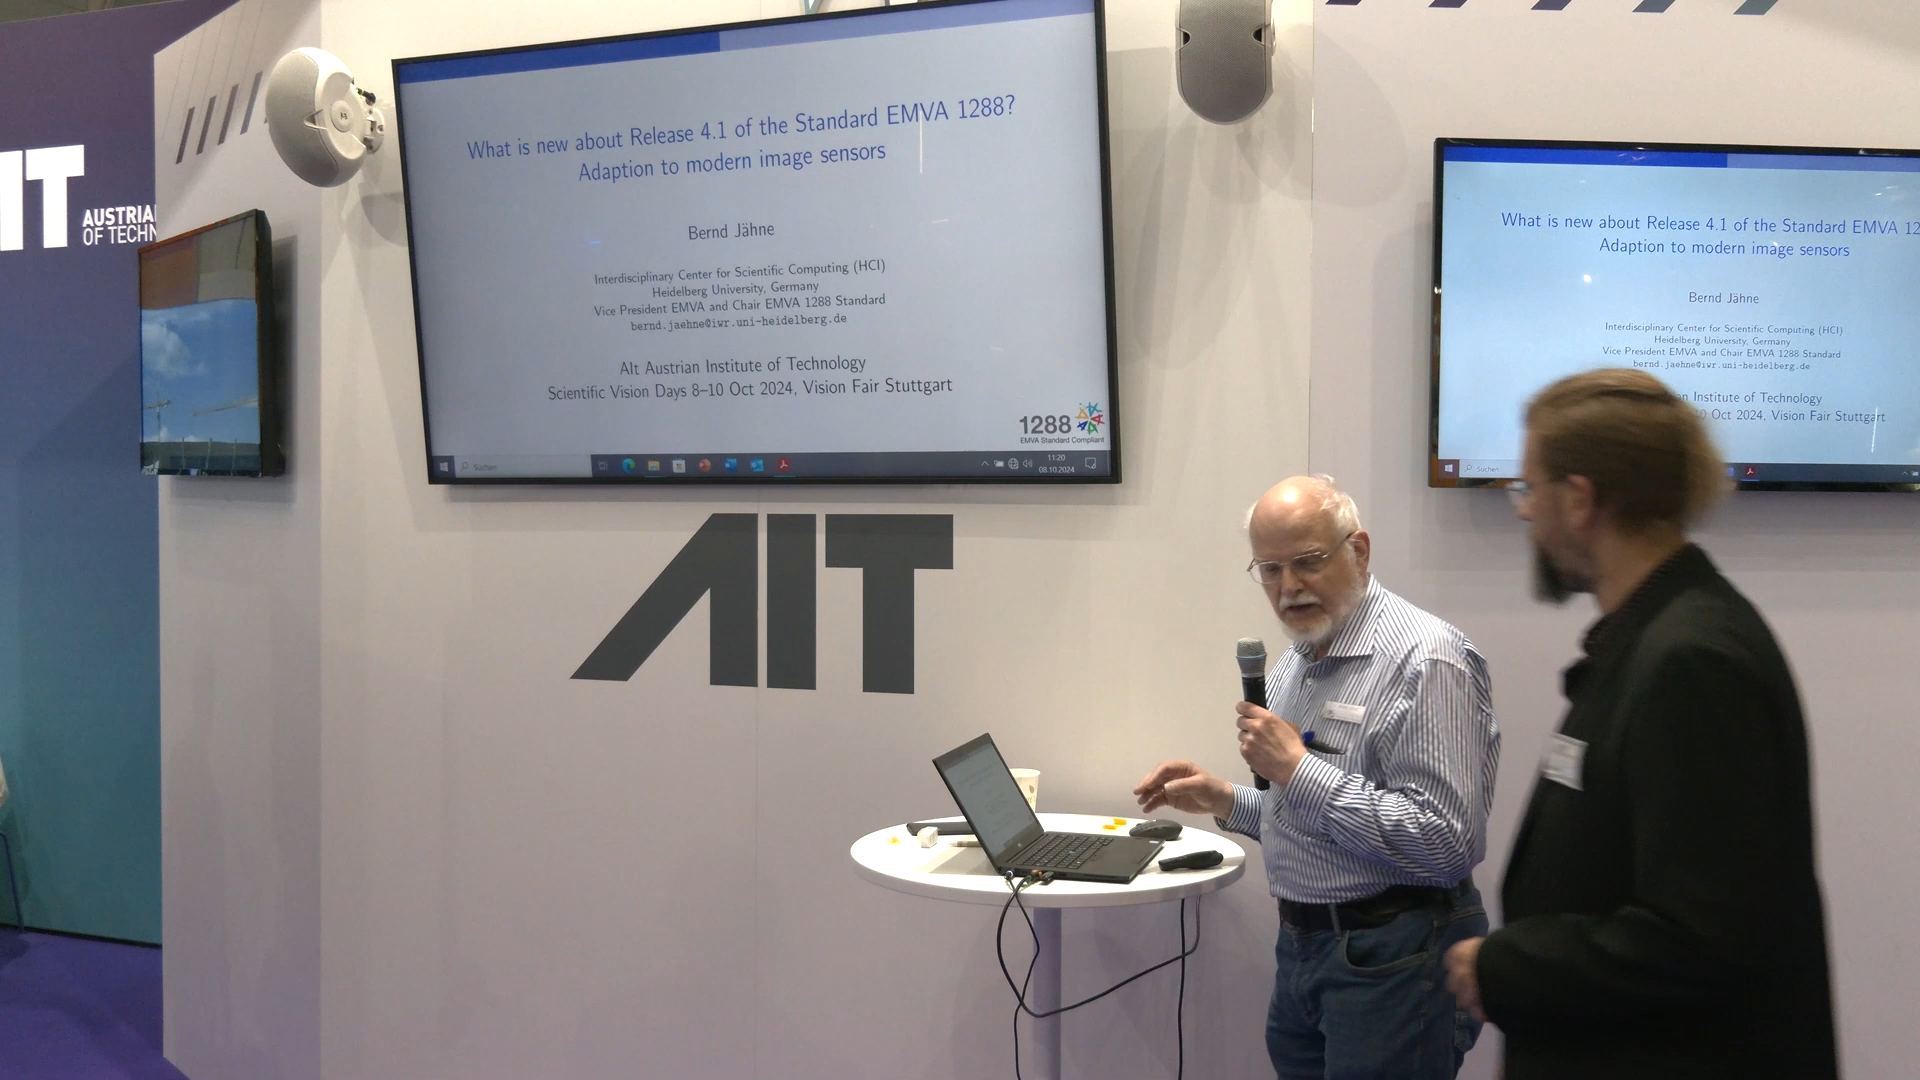 IT
AUSTRIA
OF TECHN
What is new about Release 4.1 of the Standard EMVA 1288?
Adaption to modern image sensors
Bernd Jähne
Interdisciplinary Center for Scientific Computing (HCI)
Heidelberg University, Germany
Vice President EMVA and Chair EMVA 1288 Standard
bernd.jaehne@iwr.uni-heidelberg.de
AIt Austrian Institute of Technology
Scientific Vision Days 8–10 Oct 2024, Vision Fair Stuttgart
1288
EMVA Standard Compliant
Suchen
11:20
08.10.2024
AIT
What is new about Release 4.1 of the Standard EMVA 12
Adaption to modern image sensors
Bernd Jähne
Interdisciplinary Center for Scientific Computing (HCI)
Heidelberg University, Germany
Vice President EMVA and Chair EMVA 1288 Standard
bernd.jaehne@iwr.uni-heidelberg.de
n Institute of Technology
10 Oct 2024, Vision Fair Stuttgart
Suchen